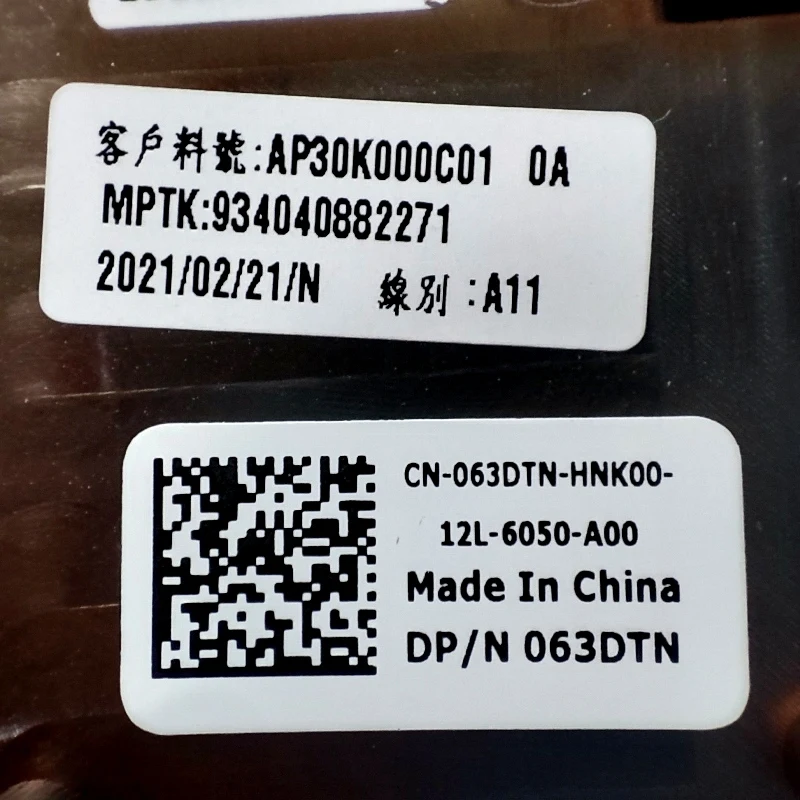 客戶料號:AP30K000C01 0A
MPTK:934040882271
2021/02/21/N 線別:A11
CN-063DTN-HNK00-
12L-6050-A00
Made In China
DP/N 063DTN